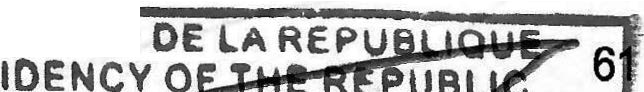 DE LA REPUBLIQUE
IDENCY OF THE REPUBLIC 61